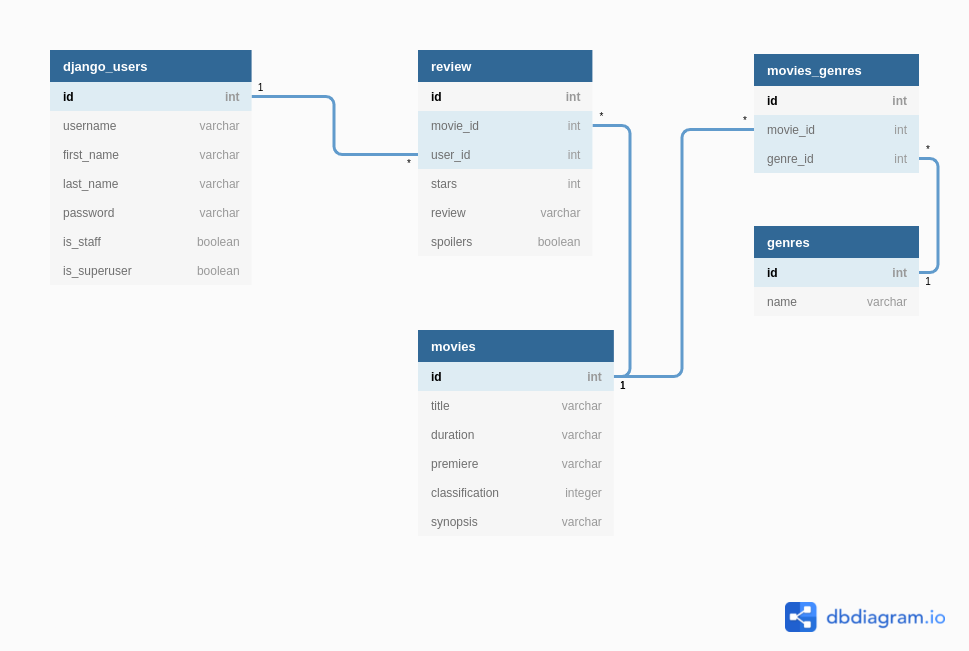 django_users
id int
username varchar
first_name varchar
last_name varchar
password varchar
is_staff boolean
is_superuser boolean
1
*
review
id int
movie_id int
user_id int
stars int
review varchar
spoilers boolean
*
movies
id int
title varchar
duration varchar
premiere varchar
classification integer
synopsis varchar
1
*
movies_genres
id int
movie_id int
genre_id int
*
genres
id int
name varchar
1
dbdiagram.io